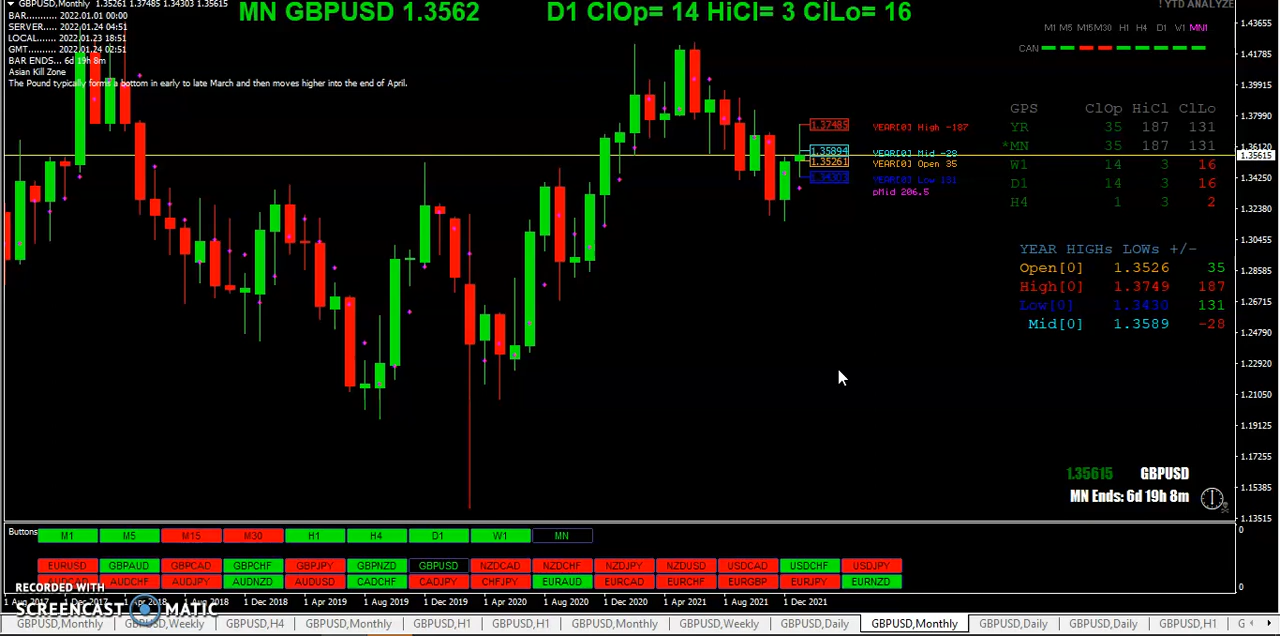 GBPUSD,Monthly 1.35261 1.37485 1.34303 1.35615
BAR........... 2022.01.01 00:00
SERVER...... 2022.01.24 04:51
LOCAL....... 2022.01.23 18:51
GMT.......... 2022.01.24 02:51
BAR ENDS... 6d 19h 8m
Asian Kill Zone
The Pound typically forms a bottom in early to late March and then moves higher into the end of April.
MN GBPUSD 1.3562 D1 ClOp= 14 HiCl= 3 ClLo= 16
! YTD ANALYZE
M1 M5 M15 M30 H1 H4 D1 W1 MN1
CAN
GPS ClOp HiCl ClLo
YR 35 187 131
*MN 35 187 131
W1 14 3 16
D1 14 3 16
H4 1 3 2
1.37485 YEAR[0] High -187
1.35894 YEAR[0] Mid -28
1.35261 YEAR[0] Open 35
1.34303 YEAR[0] Low 131
pMid 206.5
YEAR HIGHs LOWs +/-
Open[0] 1.3526 35
High[0] 1.3749 187
Low[0] 1.3430 131
Mid[0] 1.3589 -28
1.43655
1.41785
1.39915
1.37990
1.36120
1.35615
1.34250
1.32380
1.30455
1.28585
1.26715
1.24790
1.22920
1.21050
1.19125
1.17255
1.15385
1.13515
1.35615 GBPUSD
MN Ends: 6d 19h 8m
0
0
Buttons M1 M5 M15 M30 H1 H4 D1 W1 MN
EURUSD GBPAUD GBPCAD GBPCHF GBPJPY GBPNZD GBPUSD NZDCAD NZDCHF NZDJPY NZDUSD USDCAD USDCHF USDJPY
AUDCAD AUDCHF AUDJPY AUDNZD AUDUSD CADCHF CADJPY CHFJPY EURAUD EURCAD EURCHF EURGBP EURJPY EURNZD
RECORDED WITH
SCREENCAST MATIC
1 Aug 2017 1 Dec 2017 1 Apr 2018 1 Aug 2018 1 Dec 2018 1 Apr 2019 1 Aug 2019 1 Dec 2019 1 Apr 2020 1 Aug 2020 1 Dec 2020 1 Apr 2021 1 Aug 2021 1 Dec 2021
GBPUSD,Monthly GBPUSD,Weekly GBPUSD,H4 GBPUSD,Monthly GBPUSD,H1 GBPUSD,H1 GBPUSD,Monthly GBPUSD,Weekly GBPUSD,Daily GBPUSD,Monthly GBPUSD,Daily GBPUSD,Daily GBPUSD,H1 G